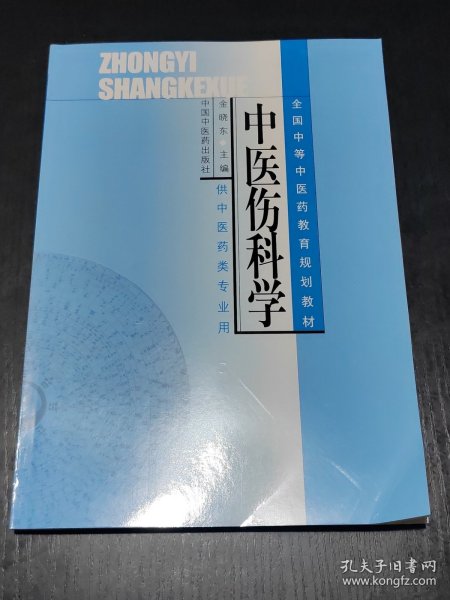 ZHONGYI
SHANGKEXUE
全国中等中医药教育规划教材
中医伤科学
金晓东 主编
中国中医药出版社
供中医药类专业用
孔夫子旧书网
www.kongfz.com